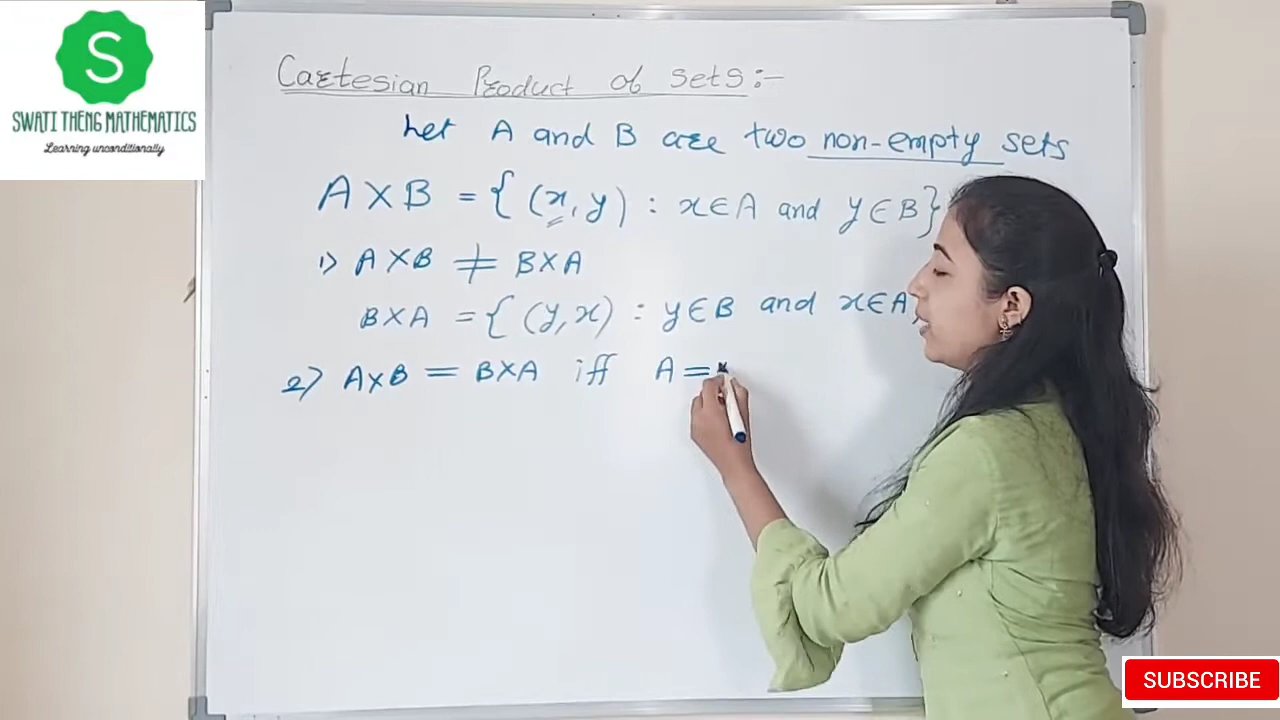 S
SWATI THENG MATHEMATICS
Learning unconditionally
Cartesian Product of sets:-
Let A and B are two non-empty sets
A X B = { (x, y) : x ∈ A and y ∈ B}
1) A X B ≠ B X A
B X A = { (y, x) : y ∈ B and x ∈ A
2) A X B = B X A iff A =
SUBSCRIBE